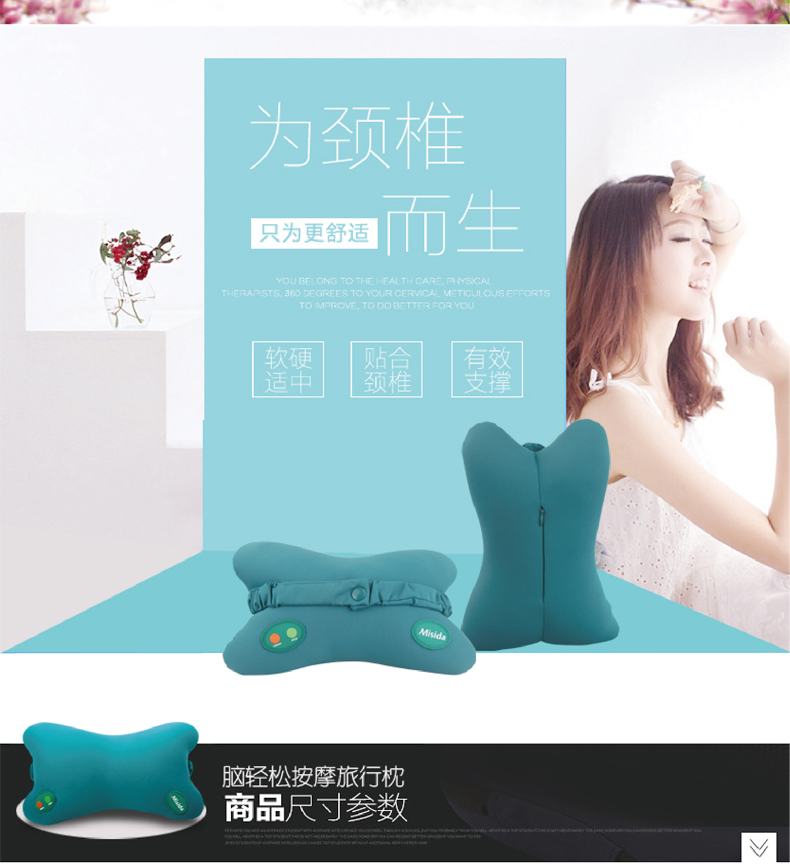 为颈椎
只为更舒适 而生
YOU BELONG TO THE HEALTH CARE, PHYSICAL
THERAPISTS, 360 DEGREES TO YOUR CERVICAL METICULOUS EFFORTS
TO IMPROVE, TO DO BETTER FOR YOU
软硬 贴合 有效
适中 颈椎 支撑
Misida
Misida
脑轻松按摩旅行枕
商品尺寸参数